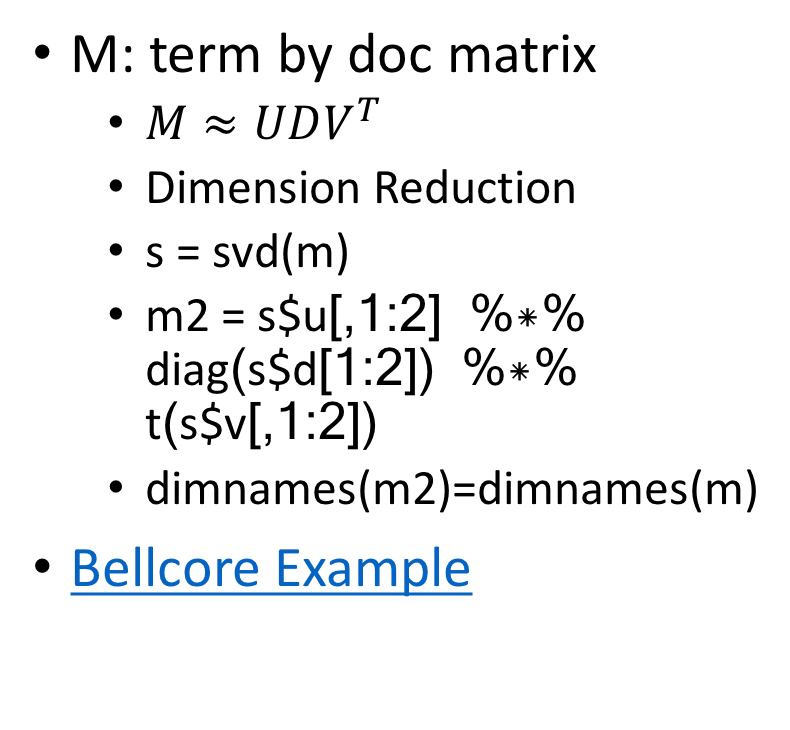 • M: term by doc matrix
• 𝑀 ≈ 𝑈𝐷𝑉ᵀ
• Dimension Reduction
• s = svd(m)
• m2 = s$u[,1:2] %*%
diag(s$d[1:2]) %*%
t(s$v[,1:2])
• dimnames(m2)=dimnames(m)
• Bellcore Example